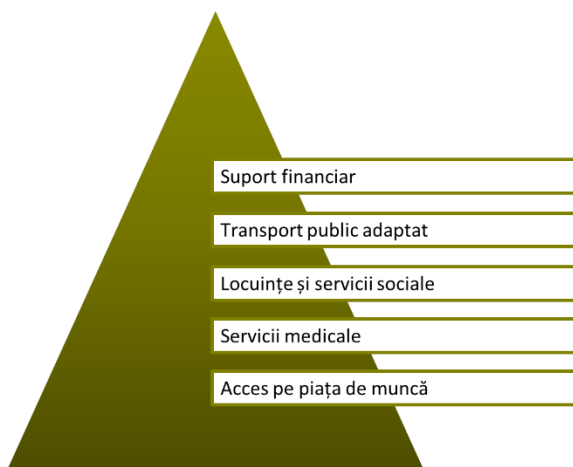 Suport financiar
Transport public adaptat
Locuințe și servicii sociale
Servicii medicale
Acces pe piața de muncă